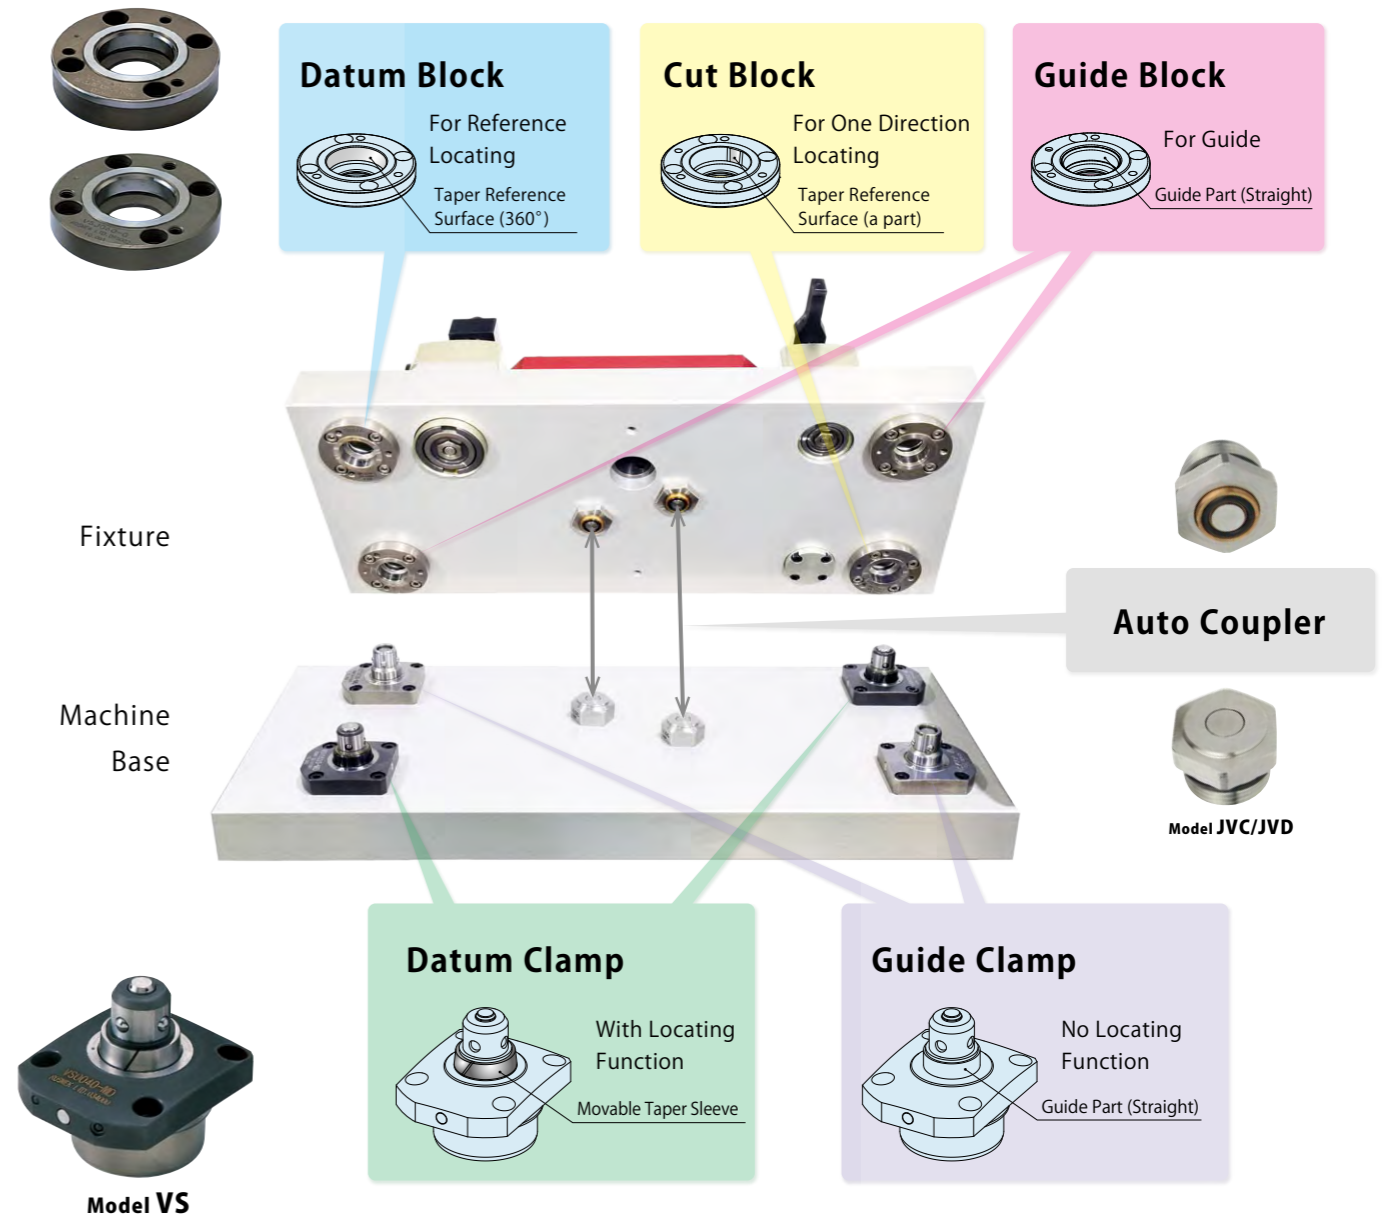 Datum Block
For Reference
Locating
Taper Reference
Surface (360°)
Cut Block
For One Direction
Locating
Taper Reference
Surface (a part)
Guide Block
For Guide
Guide Part (Straight)
Fixture
Auto Coupler
Machine
Base
Model JVC/JVD
Datum Clamp
With Locating
Function
Movable Taper Sleeve
Guide Clamp
No Locating
Function
Guide Part (Straight)
Model VS